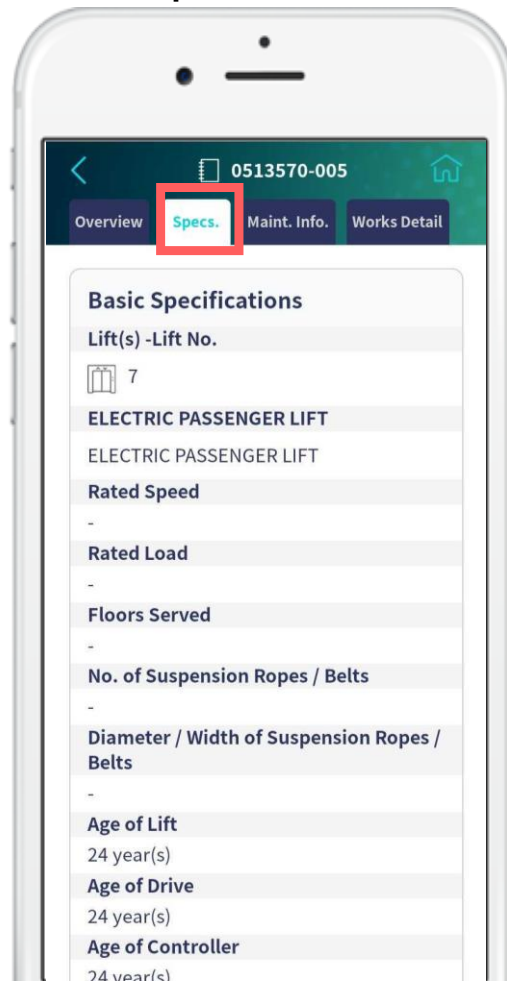 0513570-005
Overview Specs. Maint. Info. Works Detail
Basic Specifications
Lift(s) -Lift No.
7
ELECTRIC PASSENGER LIFT
ELECTRIC PASSENGER LIFT
Rated Speed
-
Rated Load
-
Floors Served
-
No. of Suspension Ropes / Belts
-
Diameter / Width of Suspension Ropes /
Belts
-
Age of Lift
24 year(s)
Age of Drive
24 year(s)
Age of Controller
24 year(s)